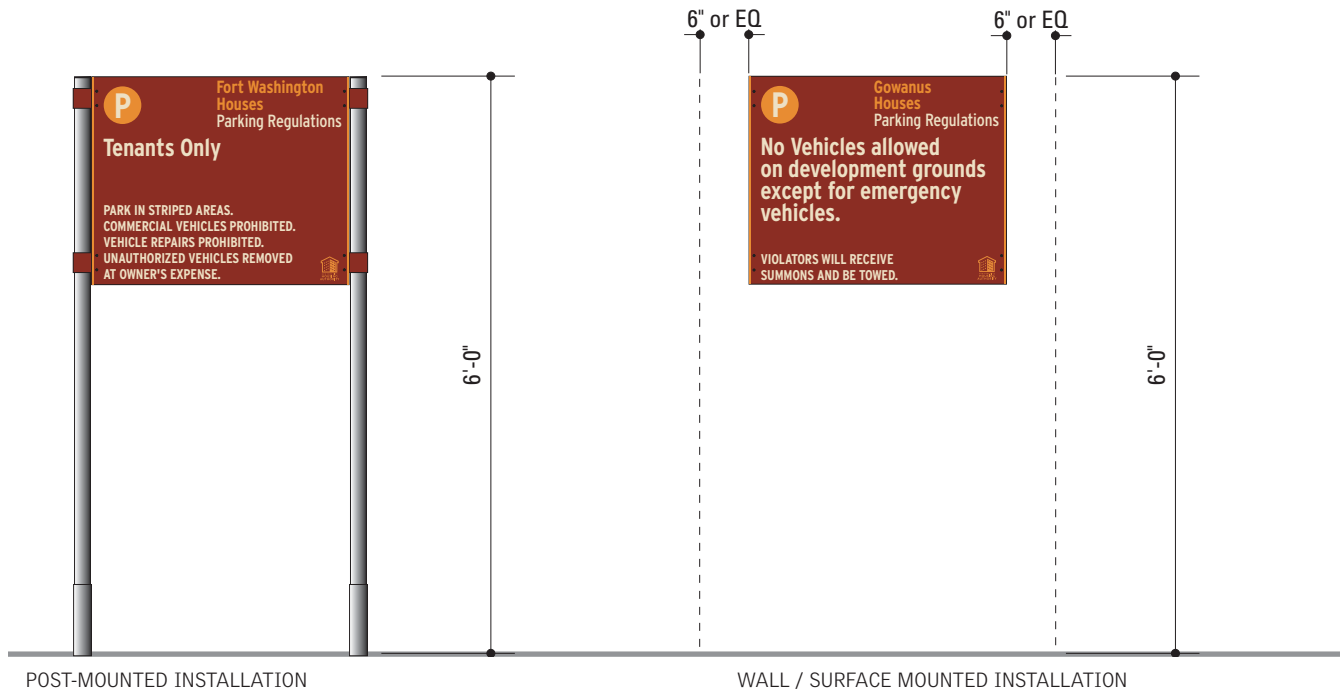 6" or EQ
6" or EQ
P
Fort Washington
Houses
Parking Regulations
Tenants Only
PARK IN STRIPED AREAS.
COMMERCIAL VEHICLES PROHIBITED.
VEHICLE REPAIRS PROHIBITED.
UNAUTHORIZED VEHICLES REMOVED
AT OWNER'S EXPENSE.
6'-0"
P
Gowanus
Houses
Parking Regulations
No Vehicles allowed
on development grounds
except for emergency
vehicles.
VIOLATORS WILL RECEIVE
SUMMONS AND BE TOWED.
6'-0"
POST-MOUNTED INSTALLATION
WALL / SURFACE MOUNTED INSTALLATION